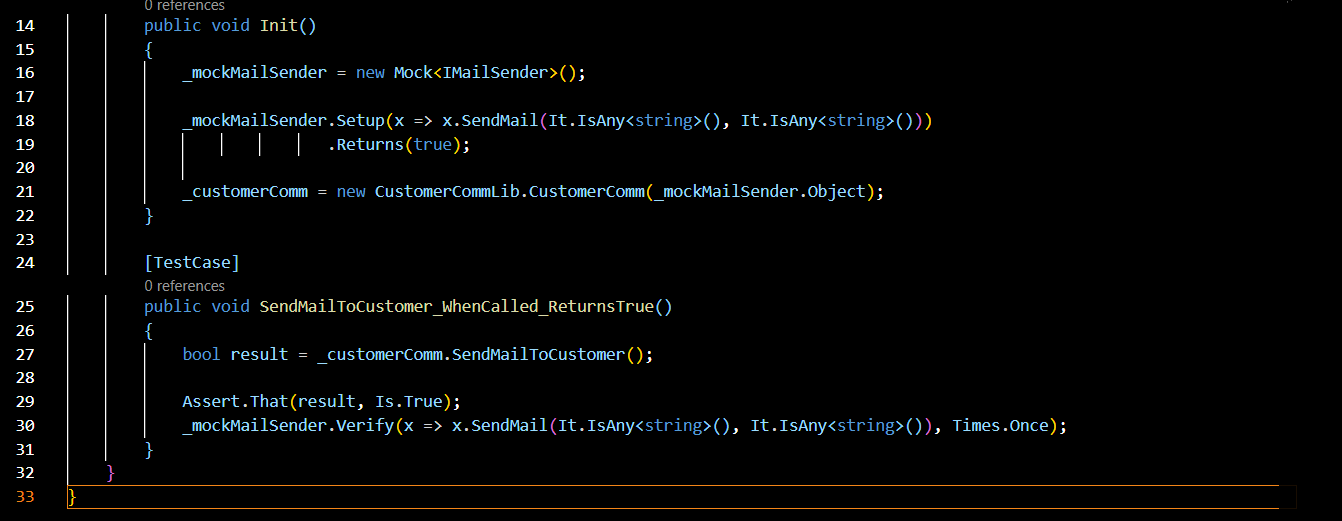 0 references
14 public void Init()
15 {
16 _mockMailSender = new Mock<IMailSender>();
17
18 _mockMailSender.Setup(x => x.SendMail(It.IsAny<string>(), It.IsAny<string>()))
19 .Returns(true);
20
21 _customerComm = new CustomerCommLib.CustomerComm(_mockMailSender.Object);
22 }
23
24 [TestCase]
0 references
25 public void SendMailToCustomer_WhenCalled_ReturnsTrue()
26 {
27 bool result = _customerComm.SendMailToCustomer();
28
29 Assert.That(result, Is.True);
30 _mockMailSender.Verify(x => x.SendMail(It.IsAny<string>(), It.IsAny<string>()), Times.Once);
31 }
32 }
33 }